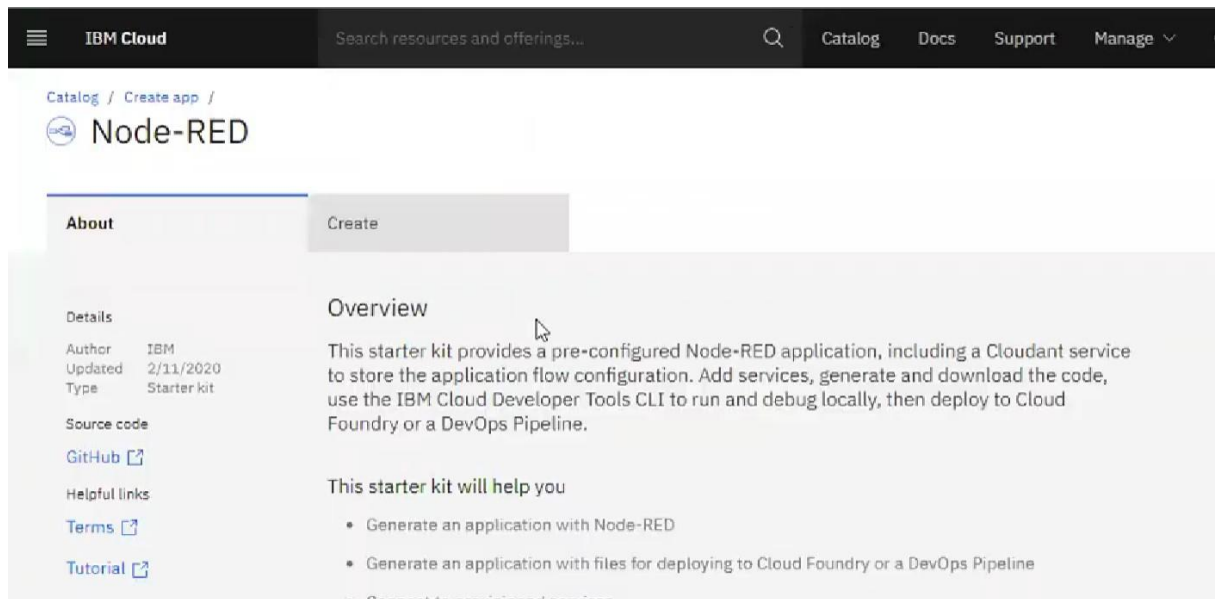 IBM Cloud
Search resources and offerings...
Catalog
Docs
Support
Manage
Catalog / Create app /
Node-RED
About
Create
Details
Author IBM
Updated 2/11/2020
Type Starter kit
Source code
GitHub
Helpful links
Terms
Tutorial
Overview
This starter kit provides a pre-configured Node-RED application, including a Cloudant service
to store the application flow configuration. Add services, generate and download the code,
use the IBM Cloud Developer Tools CLI to run and debug locally, then deploy to Cloud
Foundry or a DevOps Pipeline.
This starter kit will help you
• Generate an application with Node-RED
• Generate an application with files for deploying to Cloud Foundry or a DevOps Pipeline